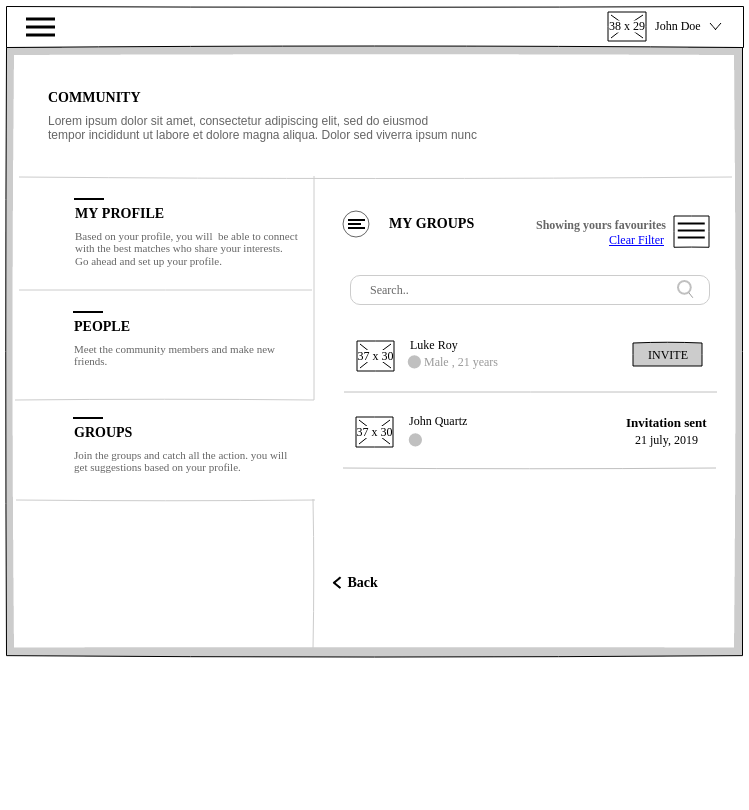 38 x 29 John Doe
COMMUNITY
Lorem ipsum dolor sit amet, consectetur adipiscing elit, sed do eiusmod
tempor incididunt ut labore et dolore magna aliqua. Dolor sed viverra ipsum nunc
MY PROFILE
Based on your profile, you will  be able to connect
with the best matches who share your interests.
Go ahead and set up your profile.
PEOPLE
Meet the community members and make new
friends.
GROUPS
Join the groups and catch all the action. you will
get suggestions based on your profile.
MY GROUPS
Showing yours favourites
Clear Filter
Search..
37 x 30
Luke Roy
Male , 21 years
INVITE
37 x 30
John Quartz
Invitation sent
21 july, 2019
Back